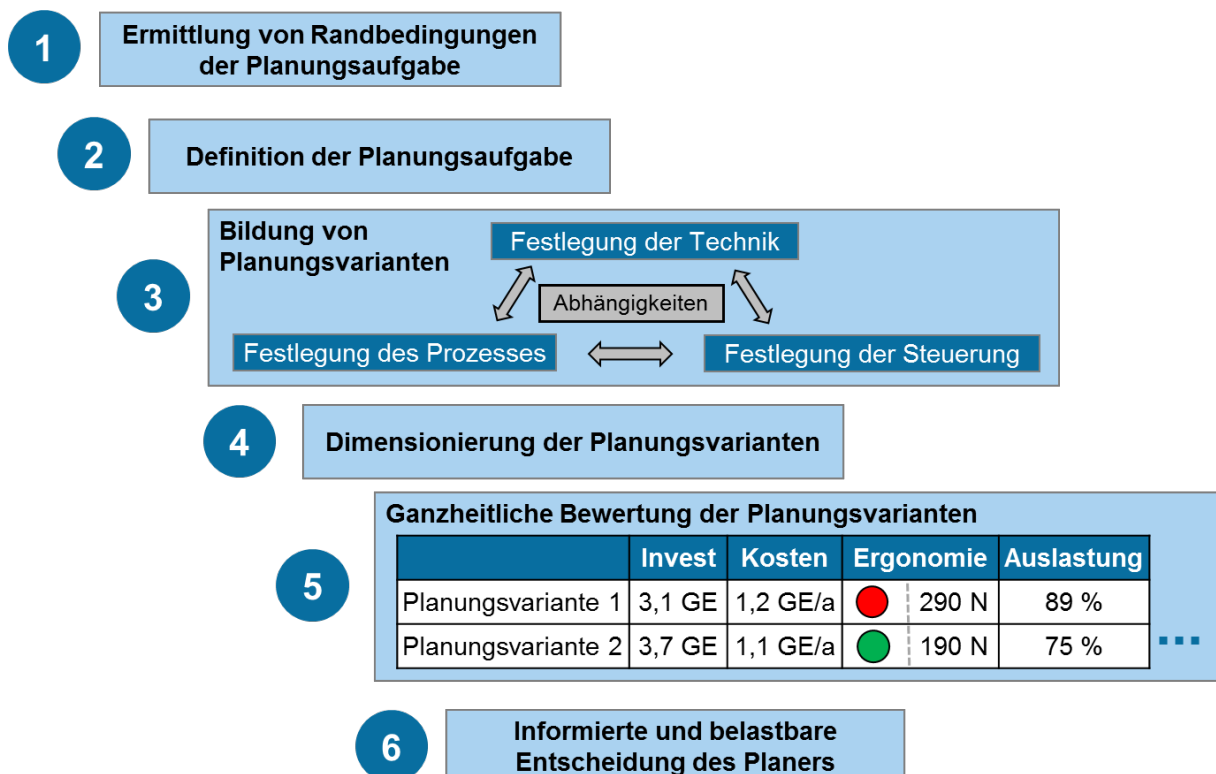 1
Ermittlung von Randbedingungen
der Planungsaufgabe
2
Definition der Planungsaufgabe
3
Bildung von
Planungsvarianten
Festlegung der Technik
Abhängigkeiten
Festlegung des Prozesses
Festlegung der Steuerung
4
Dimensionierung der Planungsvarianten
5
Ganzheitliche Bewertung der Planungsvarianten
Invest Kosten Ergonomie Auslastung
Planungsvariante 1 3,1 GE 1,2 GE/a 290 N 89 %
Planungsvariante 2 3,7 GE 1,1 GE/a 190 N 75 %
...
6
Informierte und belastbare
Entscheidung des Planers